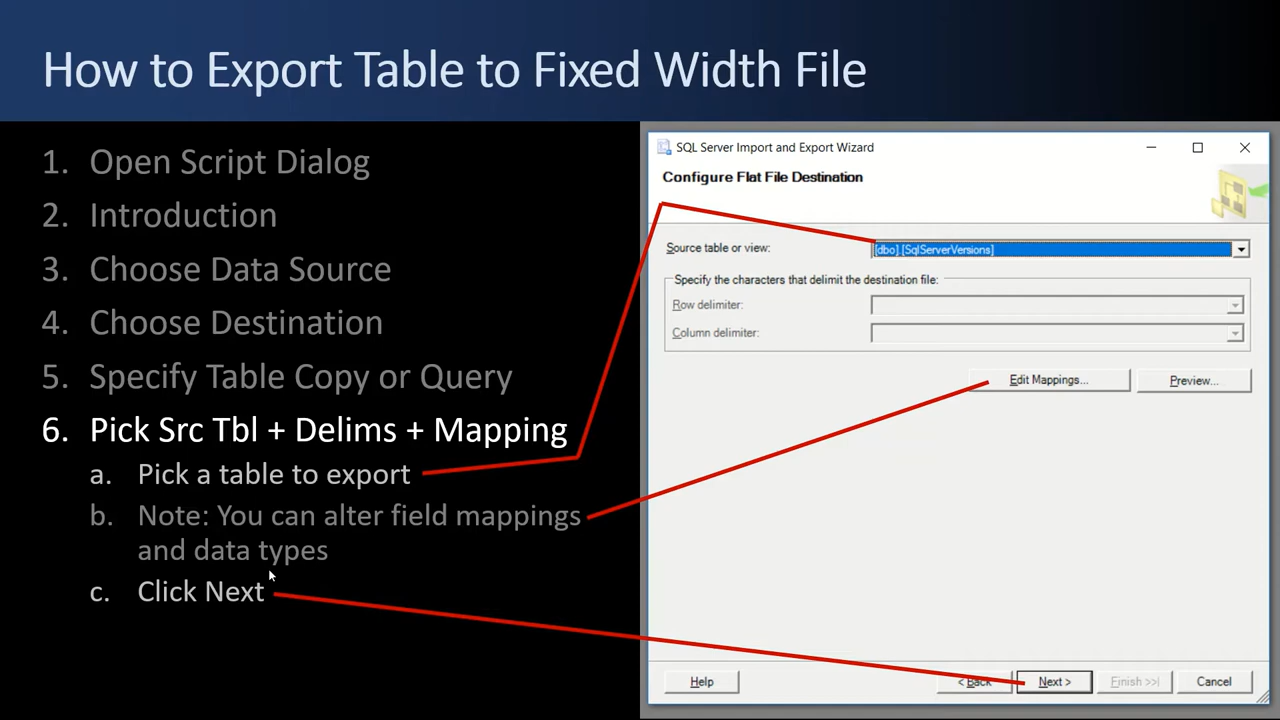 How to Export Table to Fixed Width File
1. Open Script Dialog
2. Introduction
3. Choose Data Source
4. Choose Destination
5. Specify Table Copy or Query
6. Pick Src Tbl + Delims + Mapping
a. Pick a table to export
b. Note: You can alter field mappings
and data types
c. Click Next
SQL Server Import and Export Wizard
Configure Flat File Destination
Source table or view:
[dbo].[SqlServerVersions]
Specify the characters that delimit the destination file:
Row delimiter:
Column delimiter:
Edit Mappings...
Preview...
Help
< Back
Next >
Finish >>|
Cancel